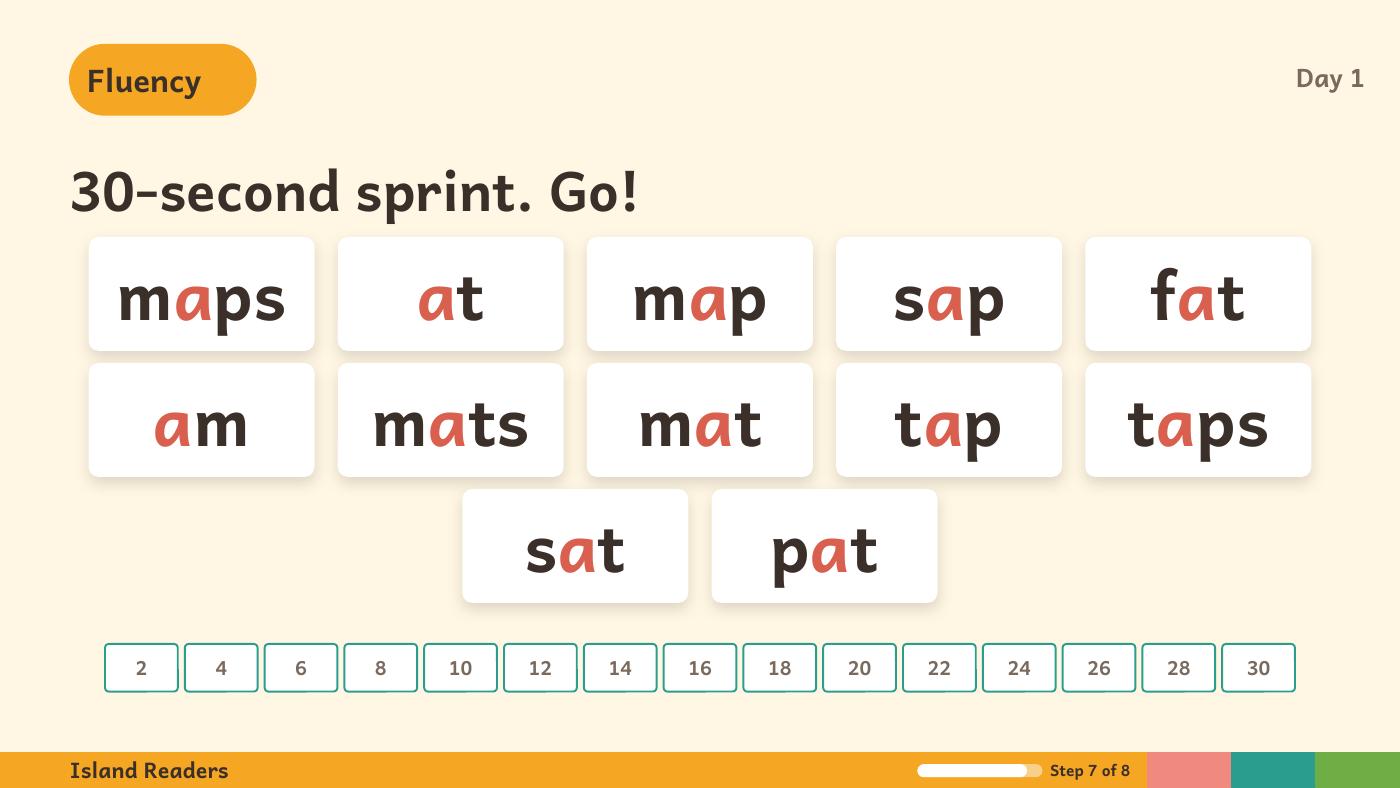 Fluency
Day 1
30-second sprint. Go!
maps at map sap fat
am mats mat tap taps
sat pat
2 4 6 8 10 12 14 16 18 20 22 24 26 28 30
Island Readers
Step 7 of 8